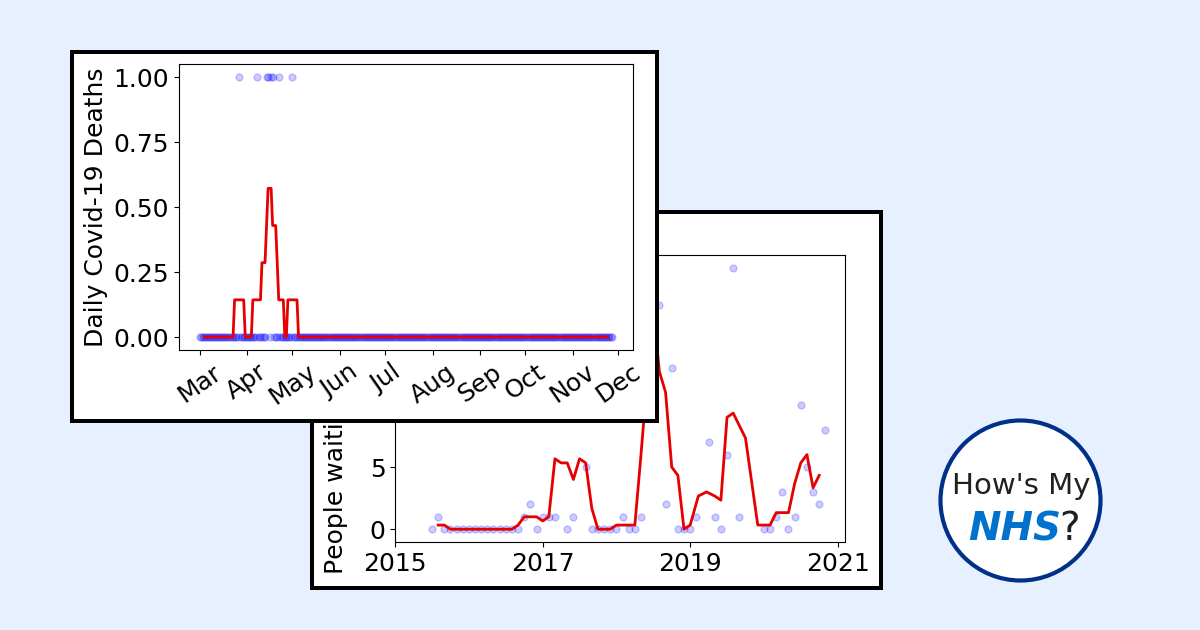 Daily Covid-19 Deaths
1.00
0.75
0.50
0.25
0.00
Mar Apr May Jun Jul Aug Sep Oct Nov Dec
People
5
0
2015 2017 2019 2021
How's My
NHS?